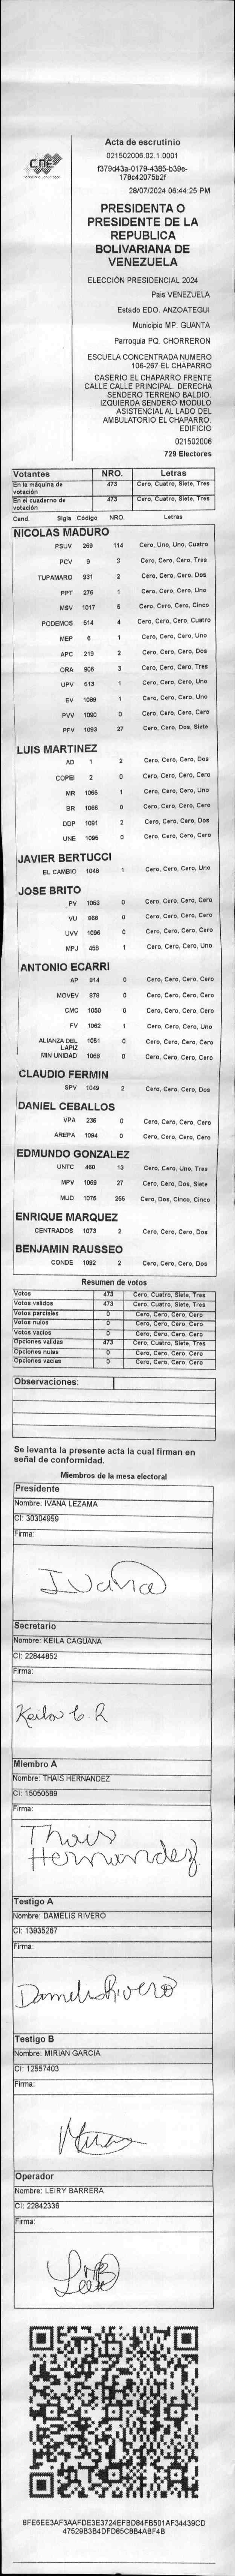 CNE
Acta de escrutinio
021502006.02.1.0001
f379d43a-0179-4385-b39e-
178c42075b2f
28/07/2024 06:44:25 PM
PRESIDENTA O
PRESIDENTE DE LA
REPUBLICA
BOLIVARIANA DE
VENEZUELA
ELECCIÓN PRESIDENCIAL 2024
Pais VENEZUELA
Estado EDO. ANZOATEGUI
Municipio MP. GUANTA
Parroquia PQ. CHORRERON
ESCUELA CONCENTRADA NUMERO
106-267 EL CHAPARRO
CASERIO EL CHAPARRO FRENTE
CALLE CALLE PRINCIPAL. DERECHA
SENDERO TERRENO BALDIO.
IZQUIERDA SENDERO MODULO
ASISTENCIAL AL LADO DEL
AMBULATORIO EL CHAPARRO.
EDIFICIO
021502006
729 Electores
Votantes NRO. Letras
En la máquina de votación 473 Cero, Cuatro, Siete, Tres
En el cuaderno de votación 473 Cero, Cuatro, Siete, Tres
Cand. Sigla Código NRO. Letras
NICOLAS MADURO
PSUV 269 114 Cero, Uno, Uno, Cuatro
PCV 9 3 Cero, Cero, Cero, Tres
TUPAMARO 931 2 Cero, Cero, Cero, Dos
PPT 276 1 Cero, Cero, Cero, Uno
MSV 1017 5 Cero, Cero, Cero, Cinco
PODEMOS 514 4 Cero, Cero, Cero, Cuatro
MEP 6 1 Cero, Cero, Cero, Uno
APC 219 2 Cero, Cero, Cero, Dos
ORA 906 3 Cero, Cero, Cero, Tres
UPV 513 1 Cero, Cero, Cero, Uno
EV 1089 1 Cero, Cero, Cero, Uno
PVV 1090 0 Cero, Cero, Cero, Cero
PFV 1093 27 Cero, Cero, Dos, Siete
LUIS MARTINEZ
AD 1 2 Cero, Cero, Cero, Dos
COPEI 2 0 Cero, Cero, Cero, Cero
MR 1065 1 Cero, Cero, Cero, Uno
BR 1066 0 Cero, Cero, Cero, Cero
DDP 1091 2 Cero, Cero, Cero, Dos
UNE 1095 0 Cero, Cero, Cero, Cero
JAVIER BERTUCCI
EL CAMBIO 1048 1 Cero, Cero, Cero, Uno
JOSE BRITO
PV 1053 0 Cero, Cero, Cero, Cero
VU 868 0 Cero, Cero, Cero, Cero
UVV 1096 0 Cero, Cero, Cero, Cero
MPJ 458 1 Cero, Cero, Cero, Uno
ANTONIO ECARRI
AP 814 0 Cero, Cero, Cero, Cero
MOVEV 878 0 Cero, Cero, Cero, Cero
CMC 1050 0 Cero, Cero, Cero, Cero
FV 1062 1 Cero, Cero, Cero, Uno
ALIANZA DEL LAPIZ 1051 0 Cero, Cero, Cero, Cero
MIN UNIDAD 1068 0 Cero, Cero, Cero, Cero
CLAUDIO FERMIN
SPV 1049 2 Cero, Cero, Cero, Dos
DANIEL CEBALLOS
VPA 236 0 Cero, Cero, Cero, Cero
AREPA 1094 0 Cero, Cero, Cero, Cero
EDMUNDO GONZALEZ
UNTC 460 13 Cero, Cero, Uno, Tres
MPV 1069 27 Cero, Cero, Dos, Siete
MUD 1075 255 Cero, Dos, Cinco, Cinco
ENRIQUE MARQUEZ
CENTRADOS 1073 2 Cero, Cero, Cero, Dos
BENJAMIN RAUSSEO
CONDE 1092 2 Cero, Cero, Cero, Dos
Resumen de votos
Votos 473 Cero, Cuatro, Siete, Tres
Votos validos 473 Cero, Cuatro, Siete, Tres
Votos parciales 0 Cero, Cero, Cero, Cero
Votos nulos 0 Cero, Cero, Cero, Cero
Votos vacios 0 Cero, Cero, Cero, Cero
Opciones validas 473 Cero, Cuatro, Siete, Tres
Opciones nulas 0 Cero, Cero, Cero, Cero
Opciones vacias 0 Cero, Cero, Cero, Cero
Observaciones:
Se levanta la presente acta la cual firman en
señal de conformidad.
Miembros de la mesa electoral
Presidente
Nombre: IVANA LEZAMA
CI: 30304959
Firma:
Ivana
Secretario
Nombre: KEILA CAGUANA
CI: 22844852
Firma:
Keila C R
Miembro A
Nombre: THAIS HERNANDEZ
CI: 15050589
Firma:
Thais
Hernandez
Testigo A
Nombre: DAMELIS RIVERO
CI: 13935267
Firma:
Damelis Rivero
Testigo B
Nombre: MIRIAN GARCIA
CI: 12557403
Firma:
Operador
Nombre: LEIRY BARRERA
CI: 22842336
Firma:
8FE6EE3AF3AAFDE3E3724EFBD84FB501AF34439CD
47529B3B4DFD85C8B4ABF4B